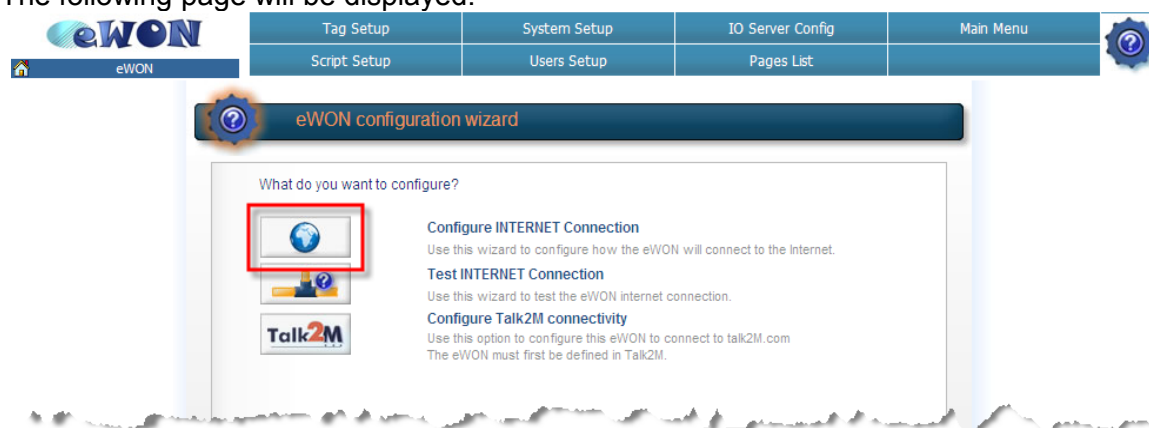 The following page will be displayed:
eWON
Tag Setup
System Setup
IO Server Config
Main Menu
eWON
Script Setup
Users Setup
Pages List
eWON configuration wizard
What do you want to configure?
Configure INTERNET Connection
Use this wizard to configure how the eWON will connect to the Internet.
Test INTERNET Connection
Use this wizard to test the eWON internet connection.
Talk2M
Configure Talk2M connectivity
Use this option to configure this eWON to connect to talk2M.com
The eWON must first be defined in Talk2M.